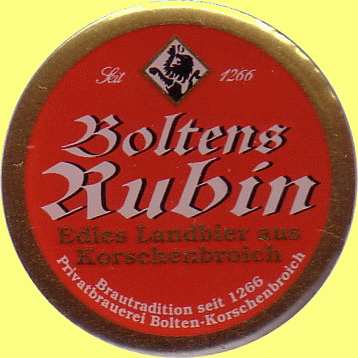 Seit 1266
Boltens
Rubin
Edles Landbier aus
Korschenbroich
Brautradition seit 1266
Privatbrauerei Bolten-Korschenbroich